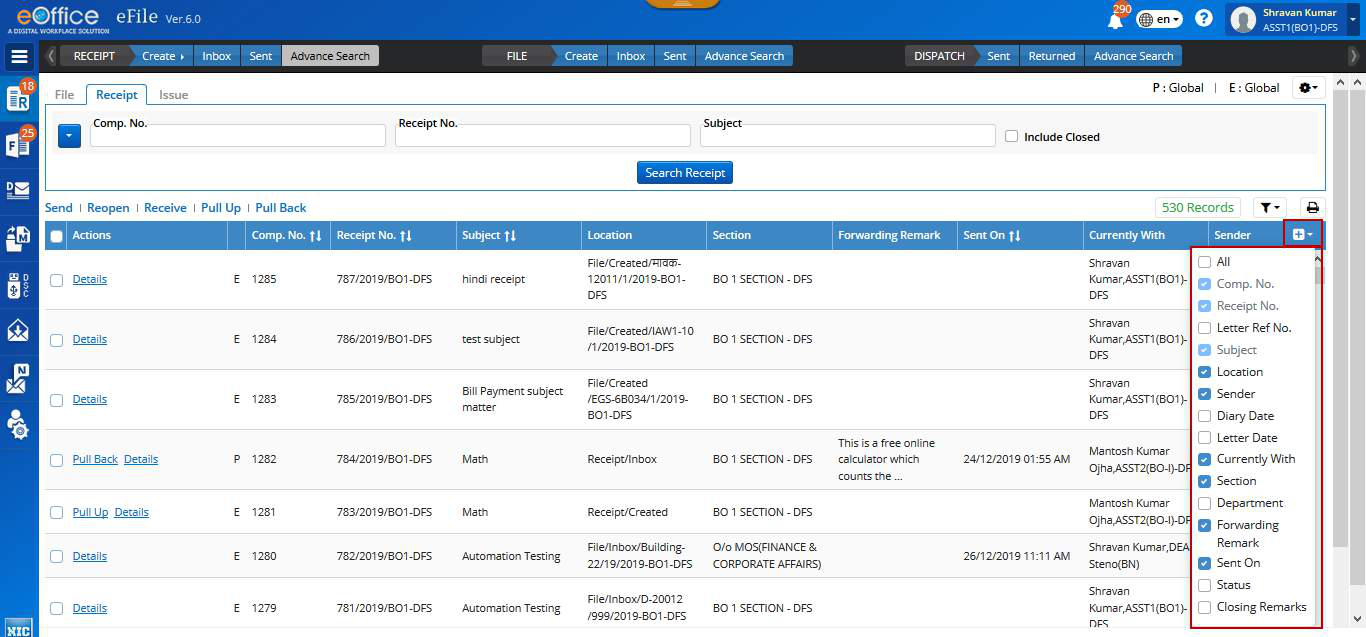 eOffice eFile Ver.6.0
A DIGITAL WORKPLACE SOLUTION
290 en ? Shravan Kumar
ASST1(BO1)-DFS
RECEIPT Create Inbox Sent Advance Search FILE Create Inbox Sent Advance Search DISPATCH Sent Returned Advance Search
18 R
25 F
D
M
DSC
N
NIC
File Receipt Issue P : Global | E : Global
Comp. No. Receipt No. Subject Include Closed
Search Receipt
Send | Reopen | Receive | Pull Up | Pull Back 530 Records
Actions Comp. No. Receipt No. Subject Location Section Forwarding Remark Sent On Currently With Sender
Details E 1285 787/2019/BO1-DFS hindi receipt File/Created/मावक-
12011/1/2019-BO1-
DFS BO 1 SECTION - DFS Shravan
Kumar,ASST1(BO1)-
DFS
Details E 1284 786/2019/BO1-DFS test subject File/Created/IAW1-10
/1/2019-BO1-DFS BO 1 SECTION - DFS Shravan
Kumar,ASST1(BO1)-
DFS
Details E 1283 785/2019/BO1-DFS Bill Payment subject
matter File/Created
/EGS-6B034/1/2019-
BO1-DFS BO 1 SECTION - DFS Shravan
Kumar,ASST1(BO1)-
DFS
Pull Back Details P 1282 784/2019/BO1-DFS Math Receipt/Inbox BO 1 SECTION - DFS This is a free online
calculator which
counts the ... 24/12/2019 01:55 AM Mantosh Kumar
Ojha,ASST2(BO-I)-DF
Pull Up Details E 1281 783/2019/BO1-DFS Math Receipt/Created BO 1 SECTION - DFS Mantosh Kumar
Ojha,ASST2(BO-I)-DF
Details E 1280 782/2019/BO1-DFS Automation Testing File/Inbox/Building-
22/19/2019-BO1-DFS O/o MOS(FINANCE &
CORPORATE AFFAIRS) 26/12/2019 11:11 AM Shravan Kumar,DEA
Steno(BN)
Details E 1279 781/2019/BO1-DFS Automation Testing File/Inbox/D-20012
/999/2019-BO1-DFS BO 1 SECTION - DFS Shravan
Kumar,ASST1(BO1)-
DFS
All
Comp. No.
Receipt No.
Letter Ref No.
Subject
Location
Sender
Diary Date
Letter Date
Currently With
Section
Department
Forwarding
Remark
Sent On
Status
Closing Remarks